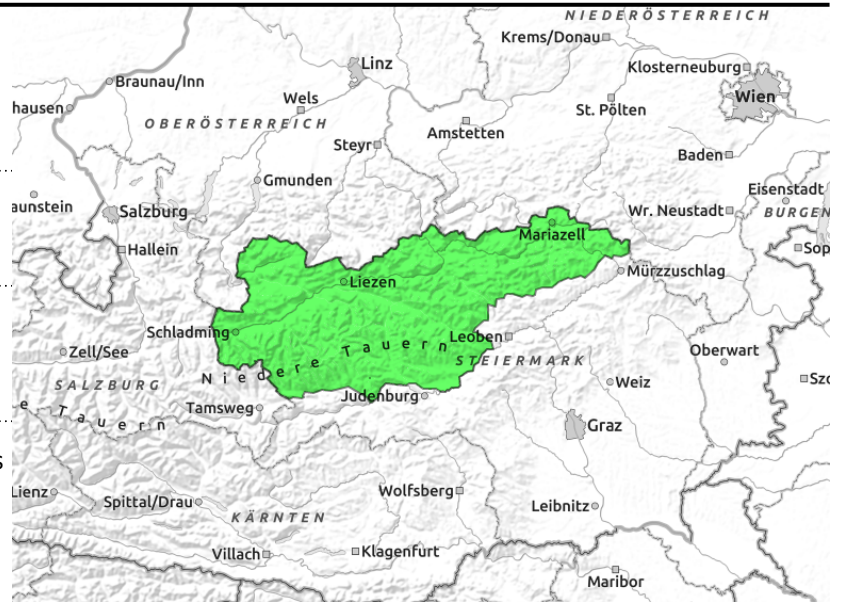 NIEDERÖSTERREICH
Krems/Donau
Linz
Klosterneuburg
Braunau/Inn
Wien
Wels
hausen
St. Pölten
OBERÖSTERREICH
Amstetten
Steyr
Baden
Gmunden
Eisenstadt
aunstein
Salzburg
Wr. Neustadt
BURGEN
Mariazell
Hallein
Sop
Mürzzuschlag
Liezen
Schladming
Leoben
Zell/See
Niedere Tauern
STEIERMARK
Oberwart
SALZBURG
Weiz
Szo
Judenburg
Tamsweg
e Tauern
Graz
s
Lienz
Wolfsberg
Spittal/Drau
Leibnitz
KÄRNTEN
Villach
Klagenfurt
Maribor